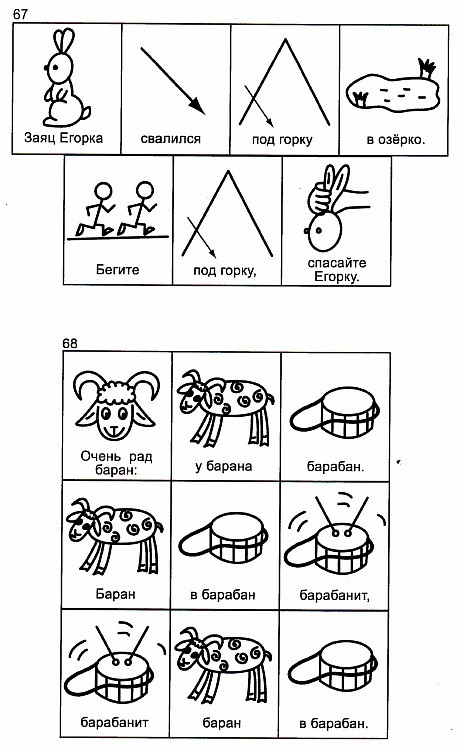 67
Заяц Егорка
свалился
под горку
в озёрко.
Бегите
под горку,
спасайте
Егорку.
68
Очень рад
баран:
у барана
барабан.
Баран
в барабан
барабанит,
барабанит
баран
в барабан.